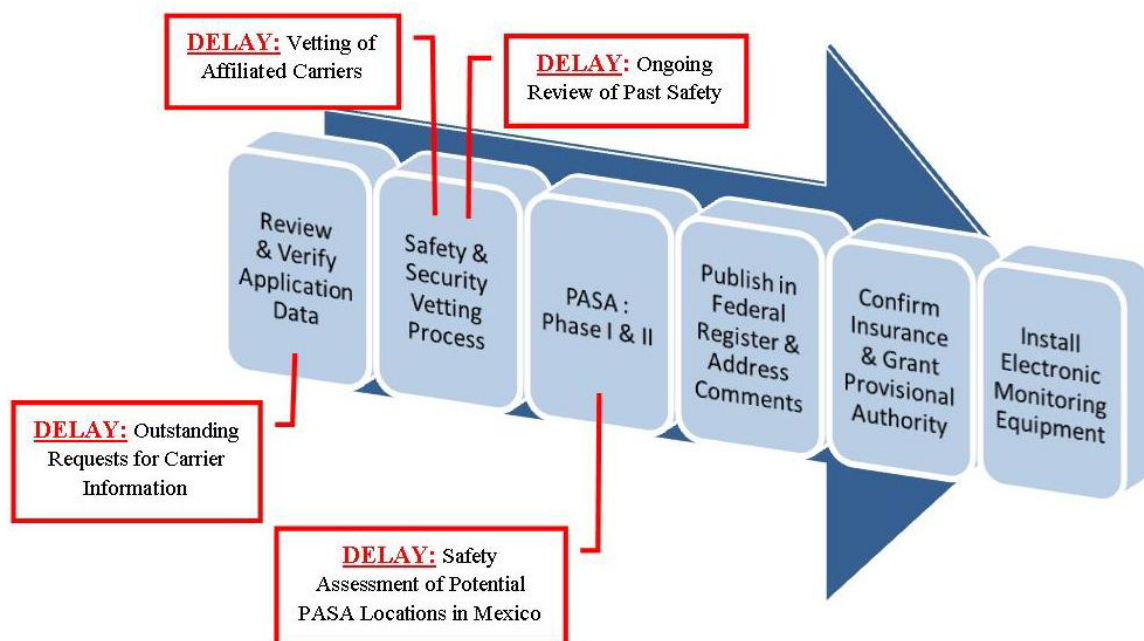 DELAY: Vetting of
Affiliated Carriers
DELAY: Ongoing
Review of Past Safety
Review
& Verify
Application
Data
Safety &
Security
Vetting
Process
PASA :
Phase I & II
Publish in
Federal
Register &
Address
Comments
Confirm
Insurance
& Grant
Provisional
Authority
Install
Electronic
Monitoring
Equipment
DELAY: Outstanding
Requests for Carrier
Information
DELAY: Safety
Assessment of Potential
PASA Locations in Mexico